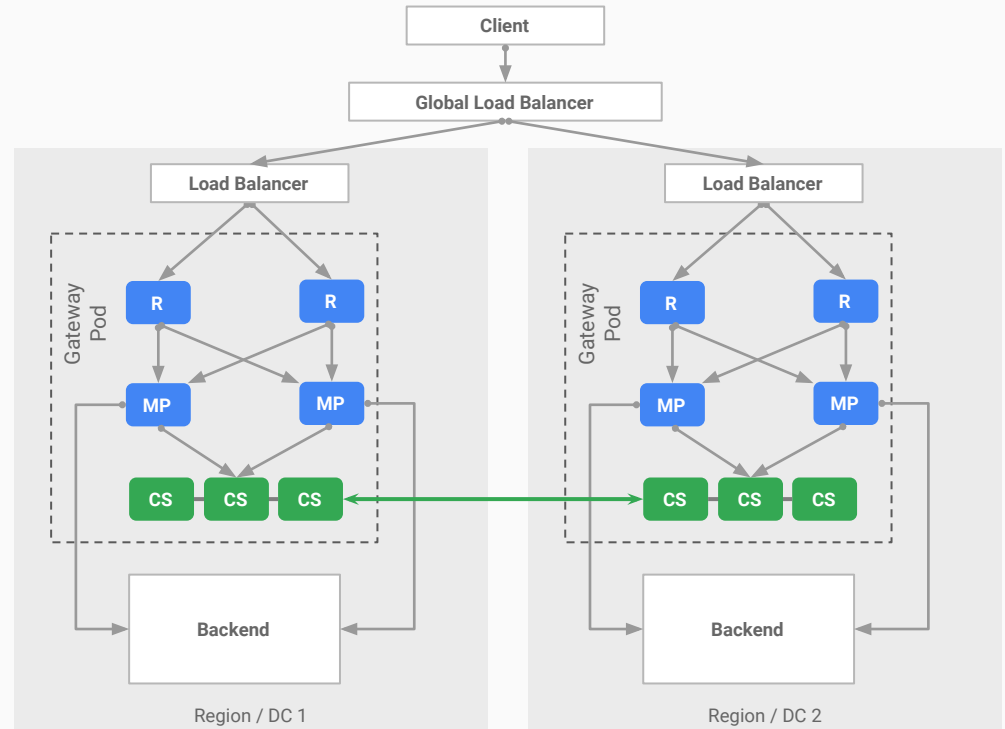 Client
Global Load Balancer
Load Balancer
Load Balancer
Gateway
Pod
R
R
MP
MP
CS
CS
CS
Backend
Region / DC 1
Gateway
Pod
R
R
MP
MP
CS
CS
CS
Backend
Region / DC 2